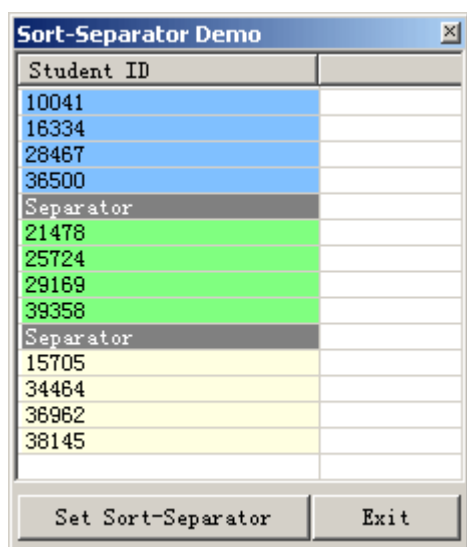 Sort-Separator Demo
Student ID
10041
16334
28467
36500
Separator
21478
25724
29169
39358
Separator
15705
34464
36962
38145
Set Sort-Separator Exit